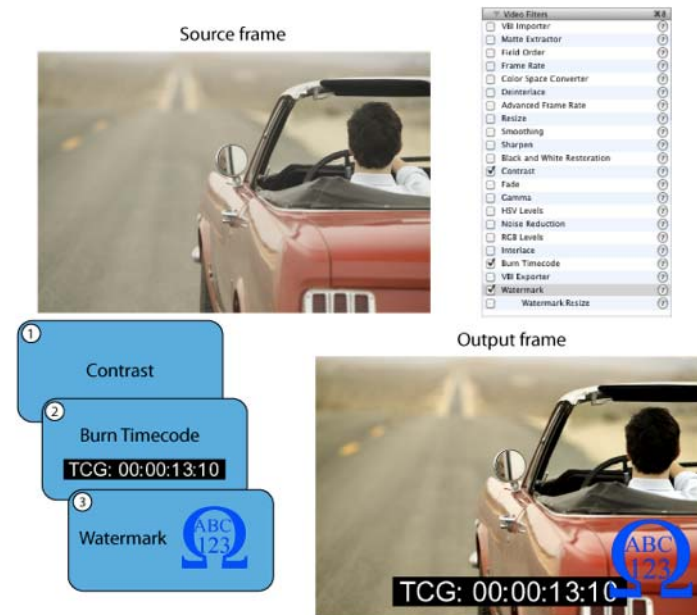 Source frame
Video Filters ⌘8
VBI Importer
Matte Extractor
Field Order
Frame Rate
Color Space Converter
Deinterlace
Advanced Frame Rate
Resize
Smoothing
Sharpen
Black and White Restoration
Contrast
Fade
Gamma
HSV Levels
Noise Reduction
RGB Levels
Interlace
Burn Timecode
VBI Exporter
Watermark
Watermark Resize
1
Contrast
2
Burn Timecode
TCG: 00:00:13:10
3
Watermark
ABC
123
Output frame
ABC
123
TCG: 00:00:13:10